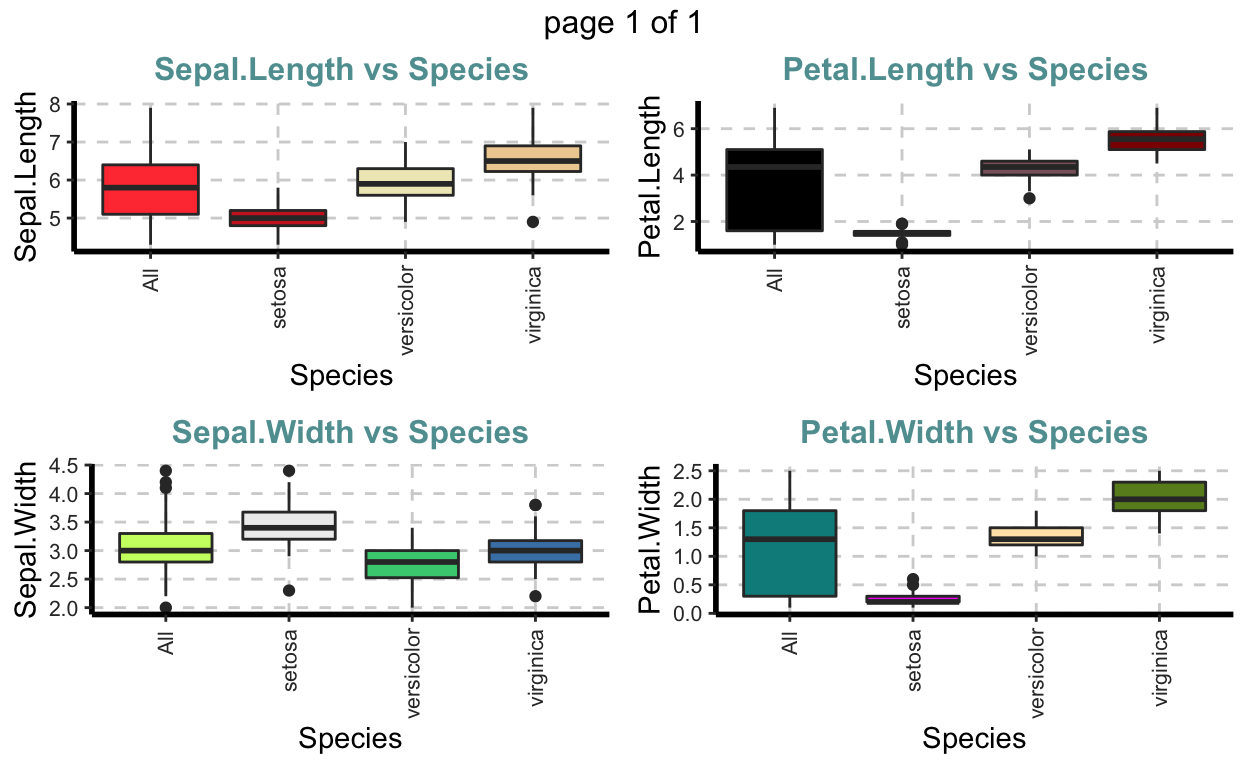 page 1 of 1
Sepal.Length vs Species
Sepal.Length
8
7
6
5
All
setosa
versicolor
virginica
Species
Petal.Length vs Species
Petal.Length
6
4
2
All
setosa
versicolor
virginica
Species
Sepal.Width vs Species
Sepal.Width
4.5
4.0
3.5
3.0
2.5
2.0
All
setosa
versicolor
virginica
Species
Petal.Width vs Species
Petal.Width
2.5
2.0
1.5
1.0
0.5
0.0
All
setosa
versicolor
virginica
Species